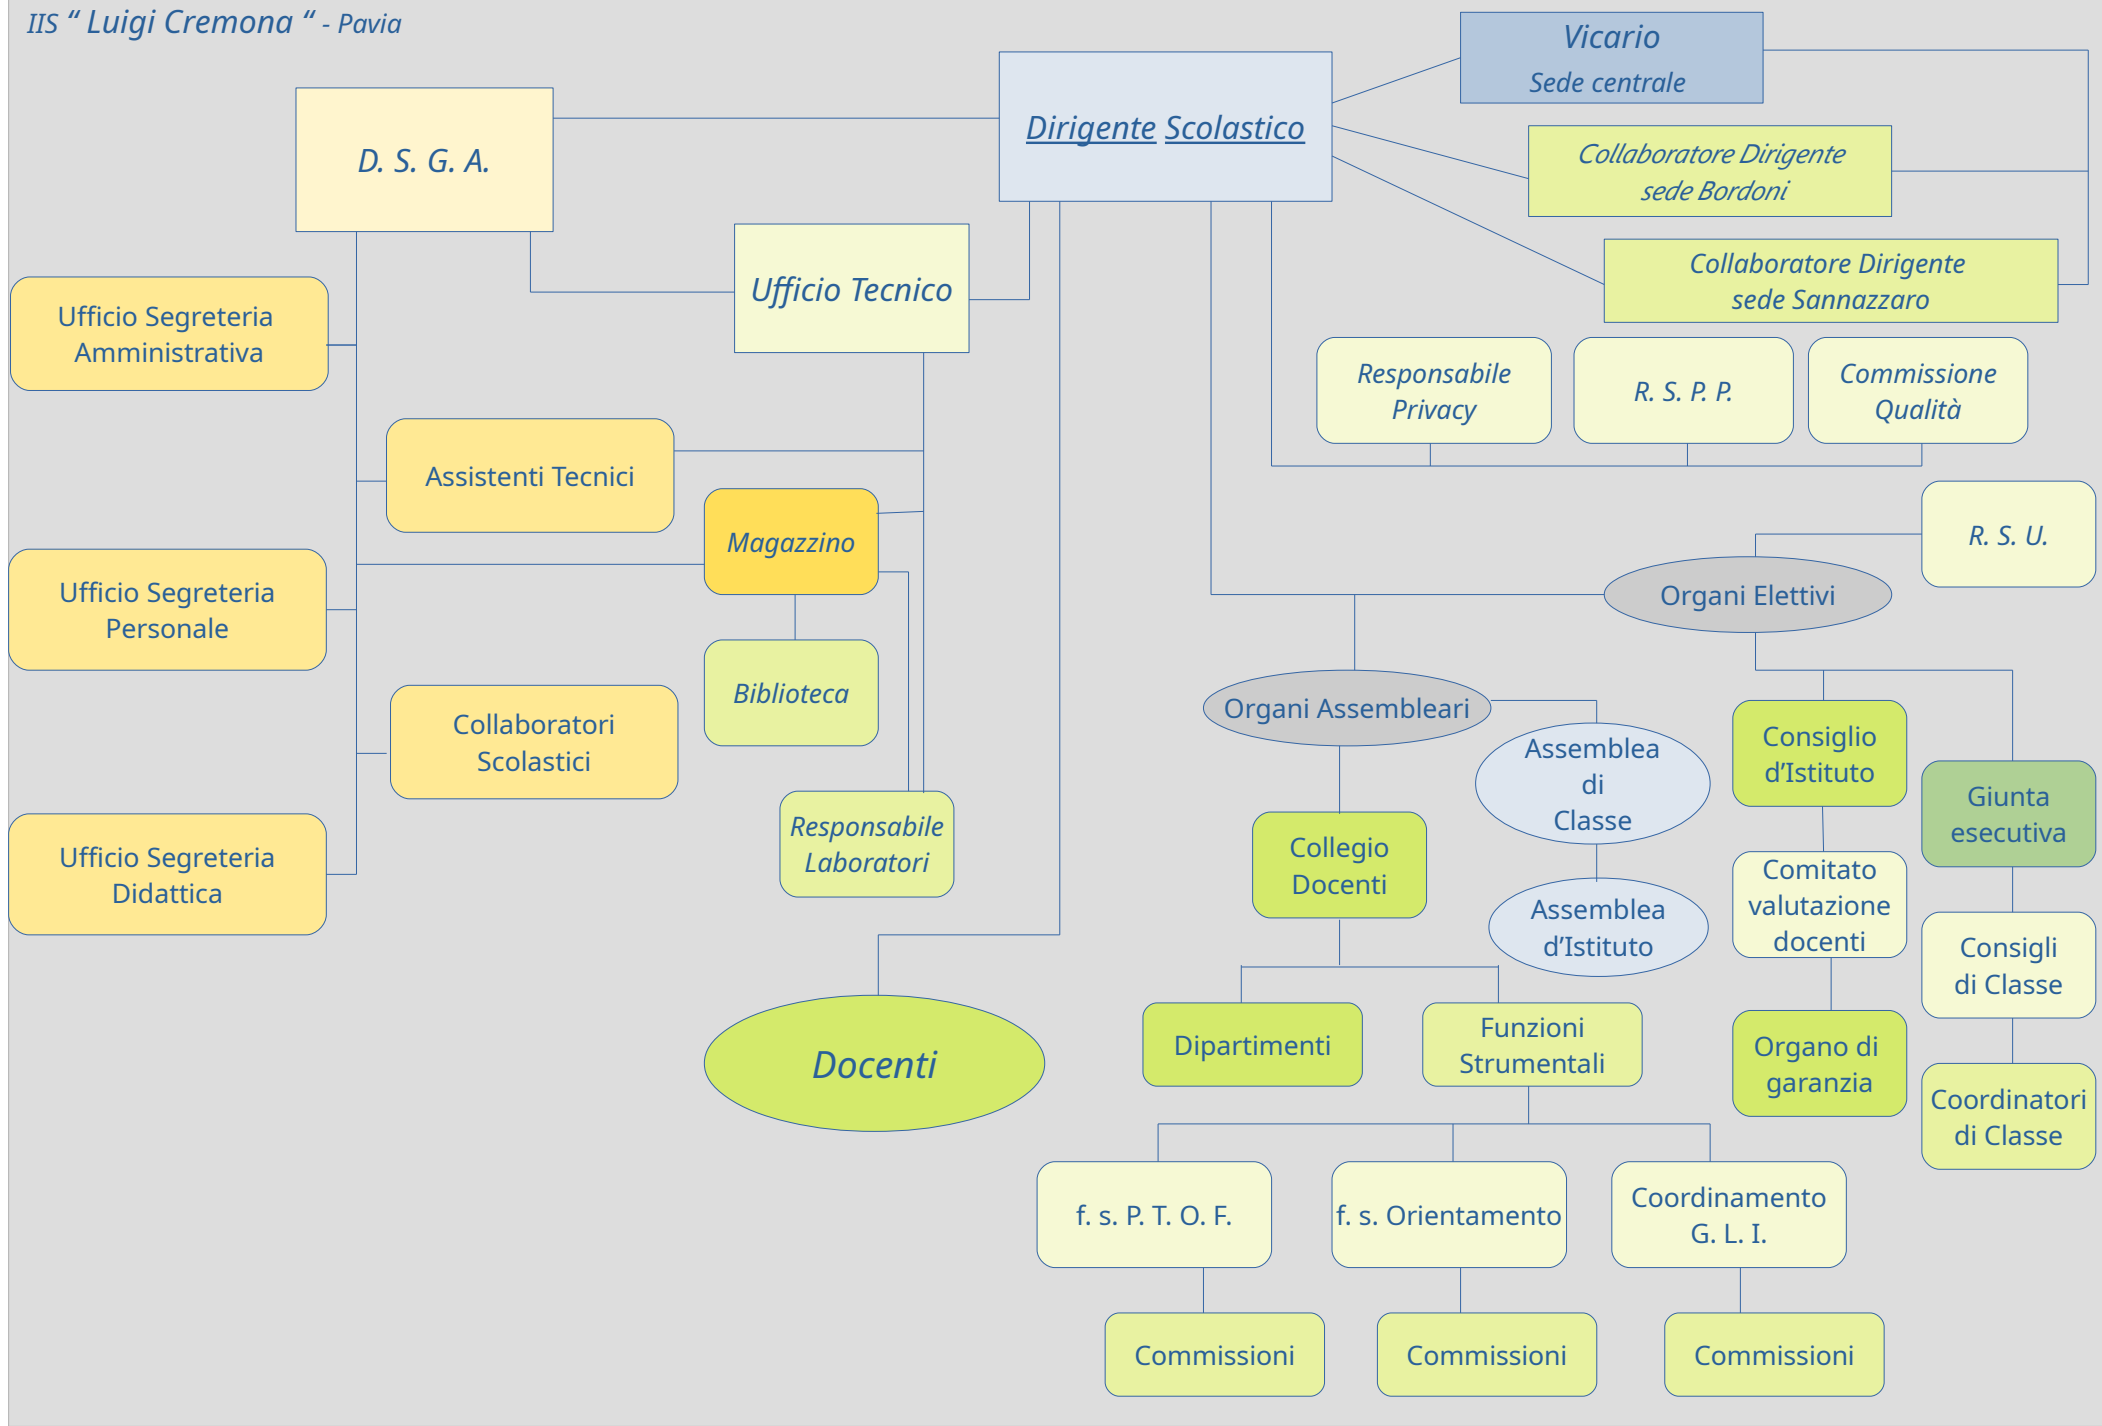 IIS “ Luigi Cremona “ - Pavia
Vicario
Sede centrale
Dirigente Scolastico
D. S. G. A.
Collaboratore Dirigente
sede Bordoni
Ufficio Tecnico
Collaboratore Dirigente
sede Sannazzaro
Ufficio Segreteria
Amministrativa
Responsabile
Privacy
R. S. P. P.
Commissione
Qualità
Assistenti Tecnici
Magazzino
R. S. U.
Ufficio Segreteria
Personale
Organi Elettivi
Biblioteca
Organi Assembleari
Collaboratori
Scolastici
Assemblea
di
Classe
Consiglio
d’Istituto
Giunta
esecutiva
Responsabile
Laboratori
Ufficio Segreteria
Didattica
Collegio
Docenti
Assemblea
d’Istituto
Comitato
valutazione
docenti
Consigli
di Classe
Docenti
Dipartimenti
Funzioni
Strumentali
Organo di
garanzia
Coordinatori
di Classe
f. s. P. T. O. F.
f. s. Orientamento
Coordinamento
G. L. I.
Commissioni
Commissioni
Commissioni